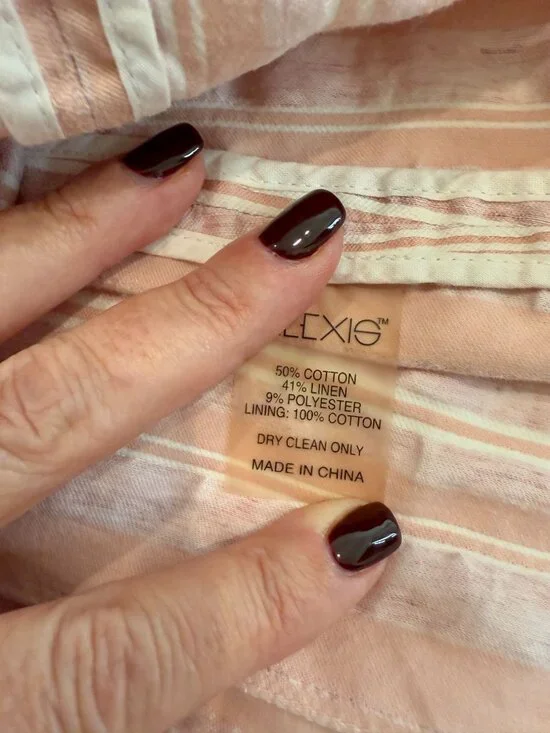 LEXIS™
50% COTTON
41% LINEN
9% POLYESTER
LINING: 100% COTTON
DRY CLEAN ONLY
MADE IN CHINA